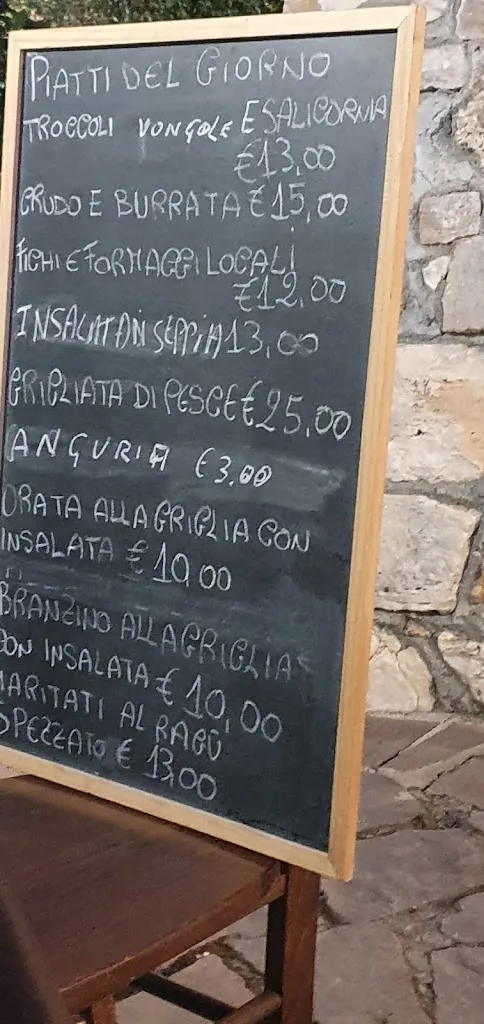 PIATTI DEL GIORNO
TROCCOLI VONGOLE E SALICORNIA
€13,00
CRUDO E BURRATA €15,00
FICHI E FORMAGGI LOCALI
€12,00
INSALATA DI SEPPIA 13,00
GRIGLIATA DI PESCE €25,00
ANGURIA €3,00
ORATA ALLA GRIGLIA CON
INSALATA € 10.00
BRANZINO ALLA GRIGLIA
CON INSALATA € 10,00
MARITATI AL RAGÙ
SPEZZATO € 13,00